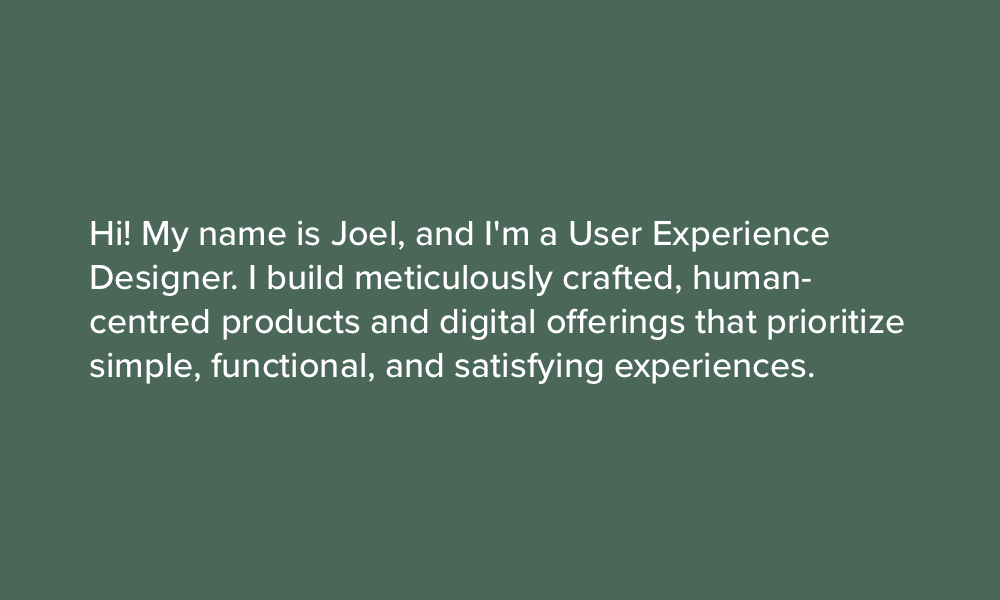 Hi! My name is Joel, and I'm a User Experience
Designer. I build meticulously crafted, human-
centred products and digital offerings that prioritize
simple, functional, and satisfying experiences.